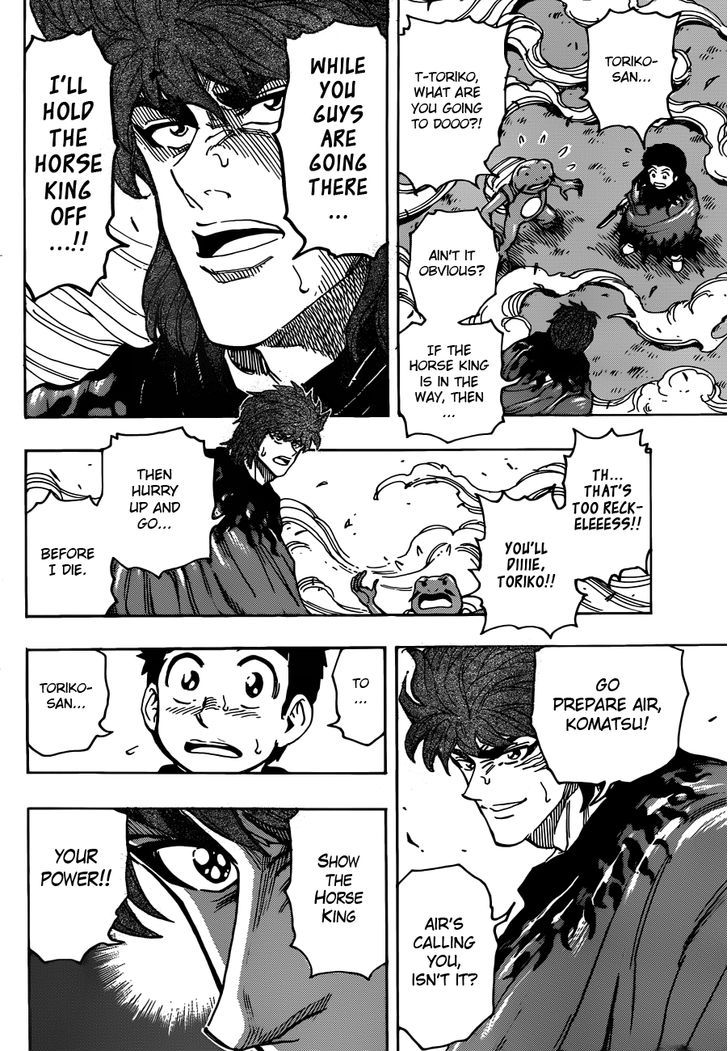 TORIKO-
SAN...
T-TORIKO,
WHAT ARE
YOU GOING
TO DOOO?!
AIN'T IT
OBVIOUS?
IF THE
HORSE KING
IS IN THE
WAY, THEN
...
WHILE
YOU
GUYS
ARE
GOING
THERE
...
I'LL
HOLD
THE
HORSE
KING
OFF
...!!
TH...
THAT'S
TOO RECK-
ELEEESS!!
YOU'LL
DIIIIE,
TORIKO!!
THEN
HURRY
UP AND
GO...
BEFORE
I DIE.
TO
...
TORIKO-
SAN...
GO
PREPARE AIR,
KOMATSU!
AIR'S
CALLING
YOU,
ISN'T IT?
SHOW
THE
HORSE
KING
YOUR
POWER!!